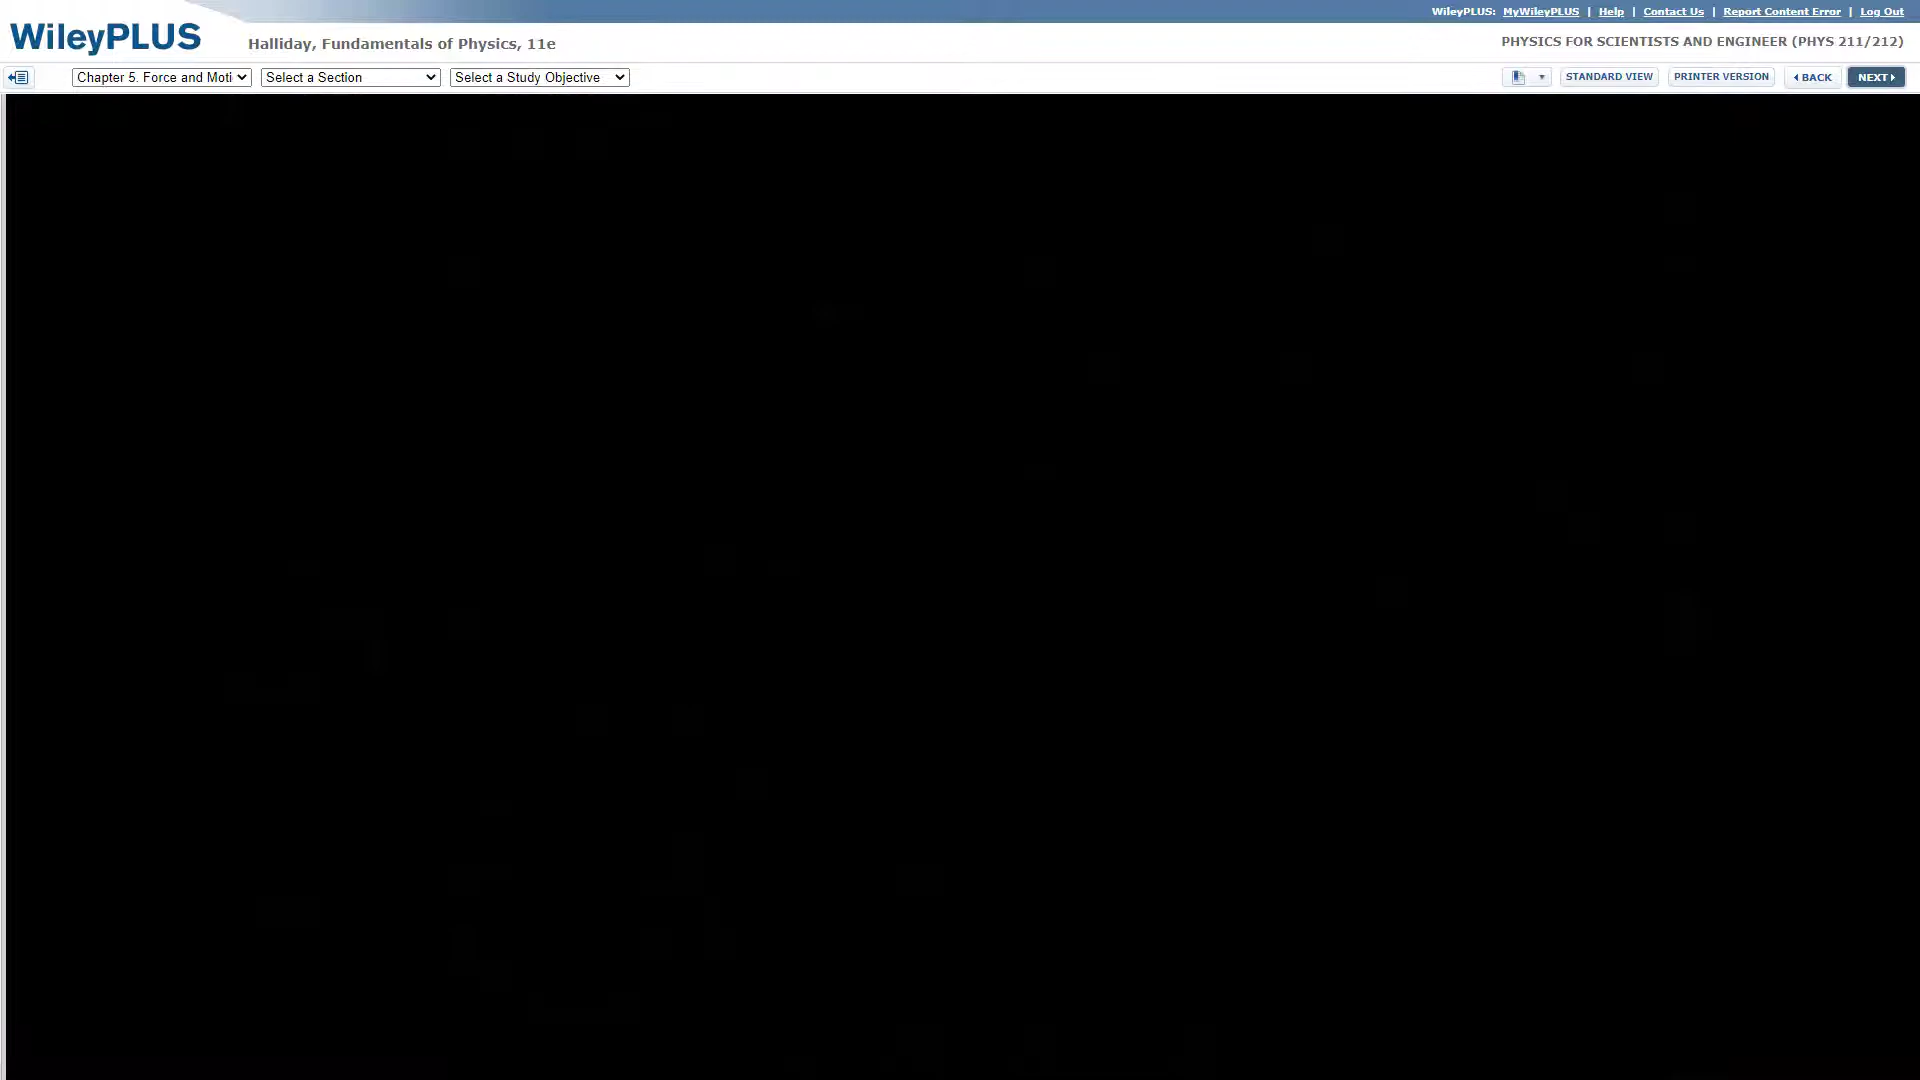 WileyPLUS: MyWileyPLUS | Help | Contact Us | Report Content Error | Log Out
WileyPLUS
Halliday, Fundamentals of Physics, 11e
PHYSICS FOR SCIENTISTS AND ENGINEER (PHYS 211/212)
Chapter 5. Force and Moti Select a Section Select a Study Objective STANDARD VIEW PRINTER VERSION BACK NEXT